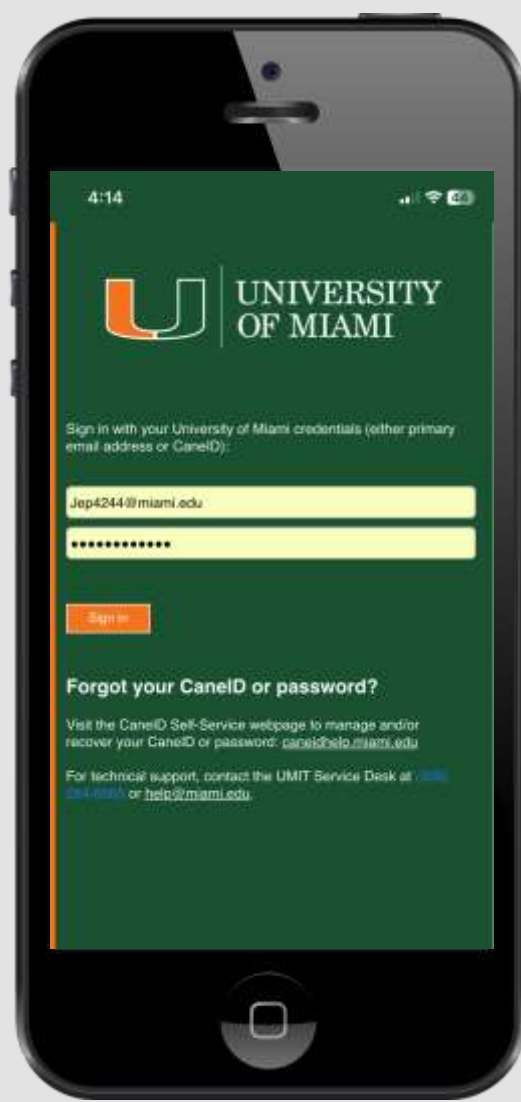 4:14
44
UNIVERSITY
OF MIAMI
Sign in with your University of Miami credentials (either primary
email address or CaneID):
Jep4244@miami.edu
••••••••••••
Sign in
Forgot your CaneID or password?
Visit the CaneID Self-Service webpage to manage and/or
recover your CaneID or password: caneidhelp.miami.edu
For technical support, contact the UMIT Service Desk at
or help@miami.edu.